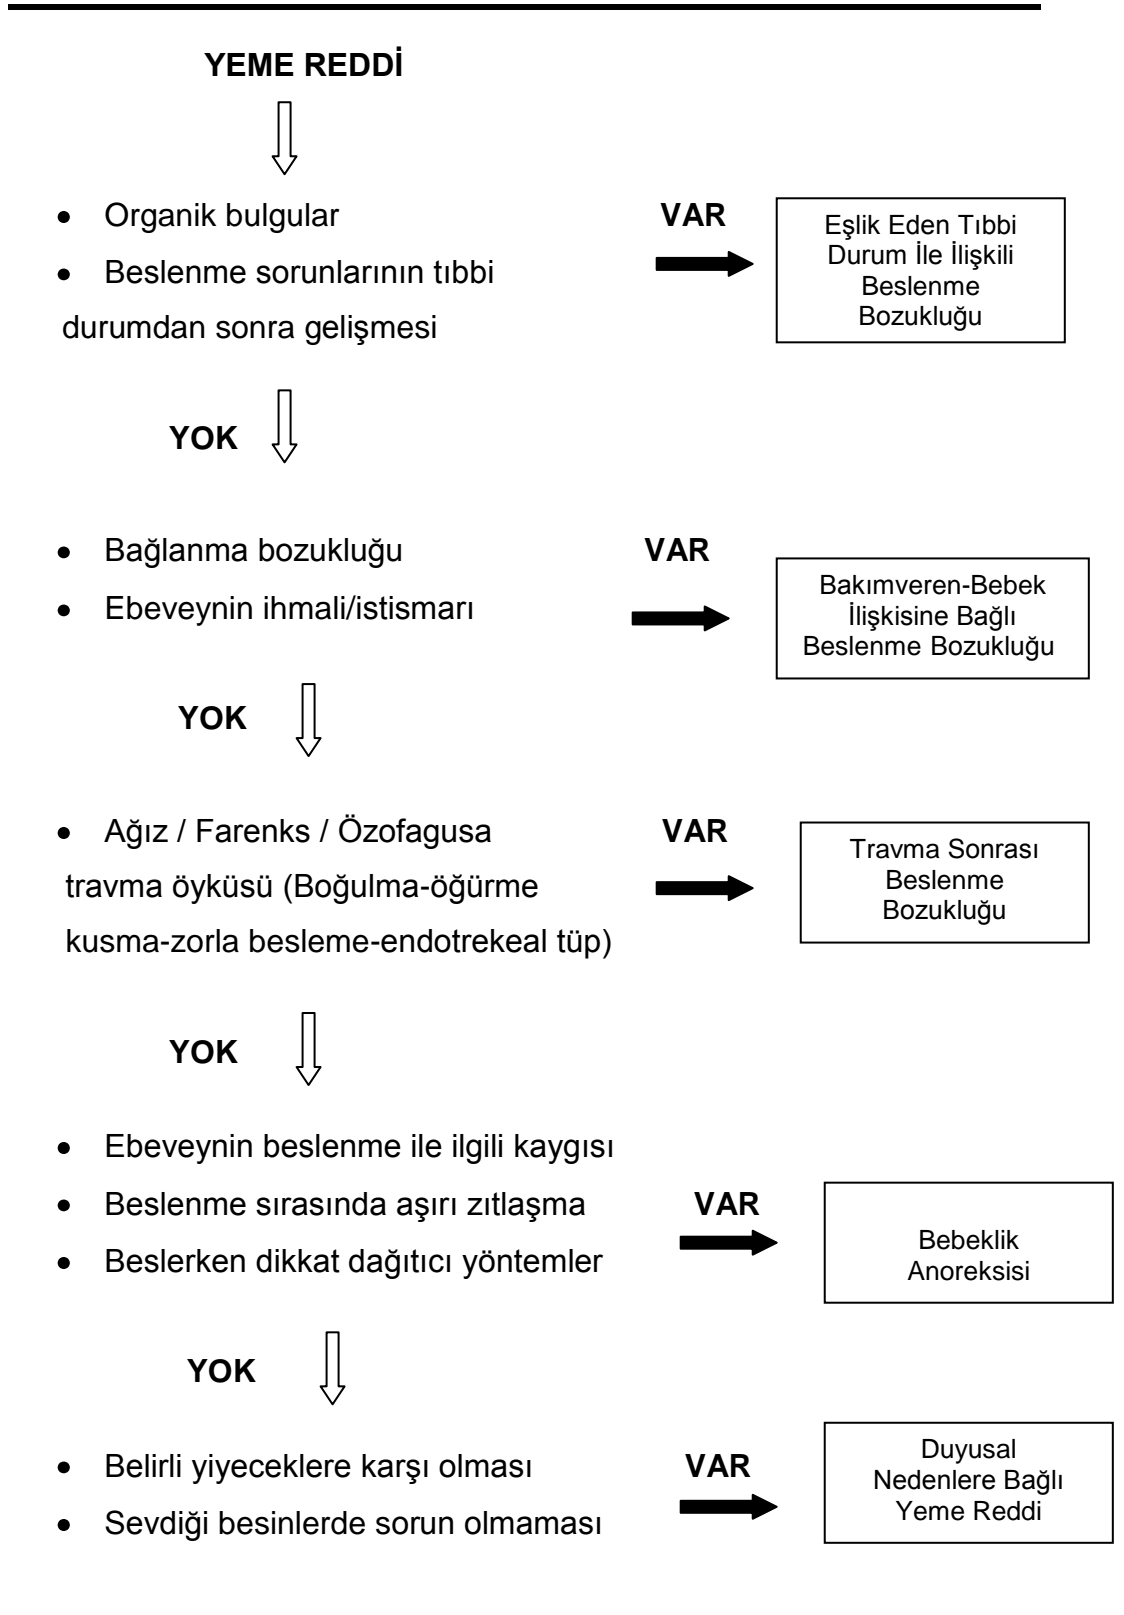 YEME REDDİ
• Organik bulgular
VAR
• Beslenme sorunlarının tıbbi
durumdan sonra gelişmesi
Eşlik Eden Tıbbi
Durum İle İlişkili
Beslenme
Bozukluğu
YOK
• Bağlanma bozukluğu
VAR
• Ebeveynin ihmali/istismarı
Bakımveren-Bebek
İlişkisine Bağlı
Beslenme Bozukluğu
YOK
• Ağız / Farenks / Özofagusa
travma öyküsü (Boğulma-öğürme
kusma-zorla besleme-endotrekeal tüp)
VAR
Travma Sonrası
Beslenme
Bozukluğu
YOK
• Ebeveynin beslenme ile ilgili kaygısı
• Beslenme sırasında aşırı zıtlaşma
• Beslerken dikkat dağıtıcı yöntemler
VAR
Bebeklik
Anoreksisi
YOK
• Belirli yiyeceklere karşı olması
• Sevdiği besinlerde sorun olmaması
VAR
Duyusal
Nedenlere Bağlı
Yeme Reddi